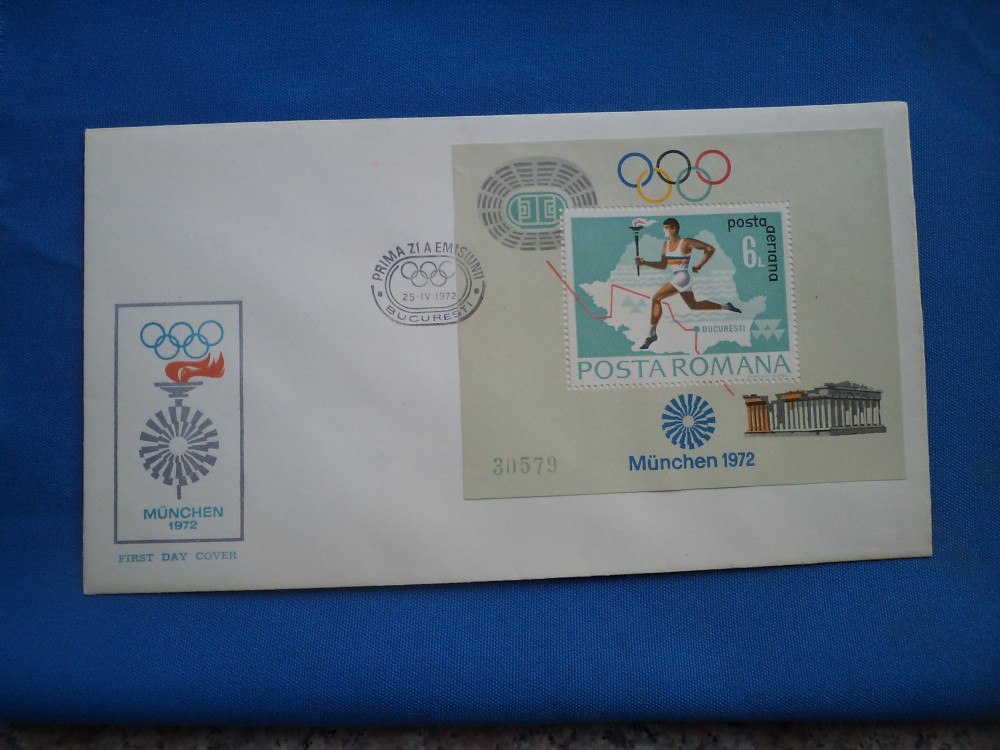 PRIMA ZI A EMISIUNII
25-IV-1972
BUCURESTI
MÜNCHEN
1972
FIRST DAY COVER
posta
aeriana
6L
BUCURESTI
POSTA ROMANA
München 1972
30579